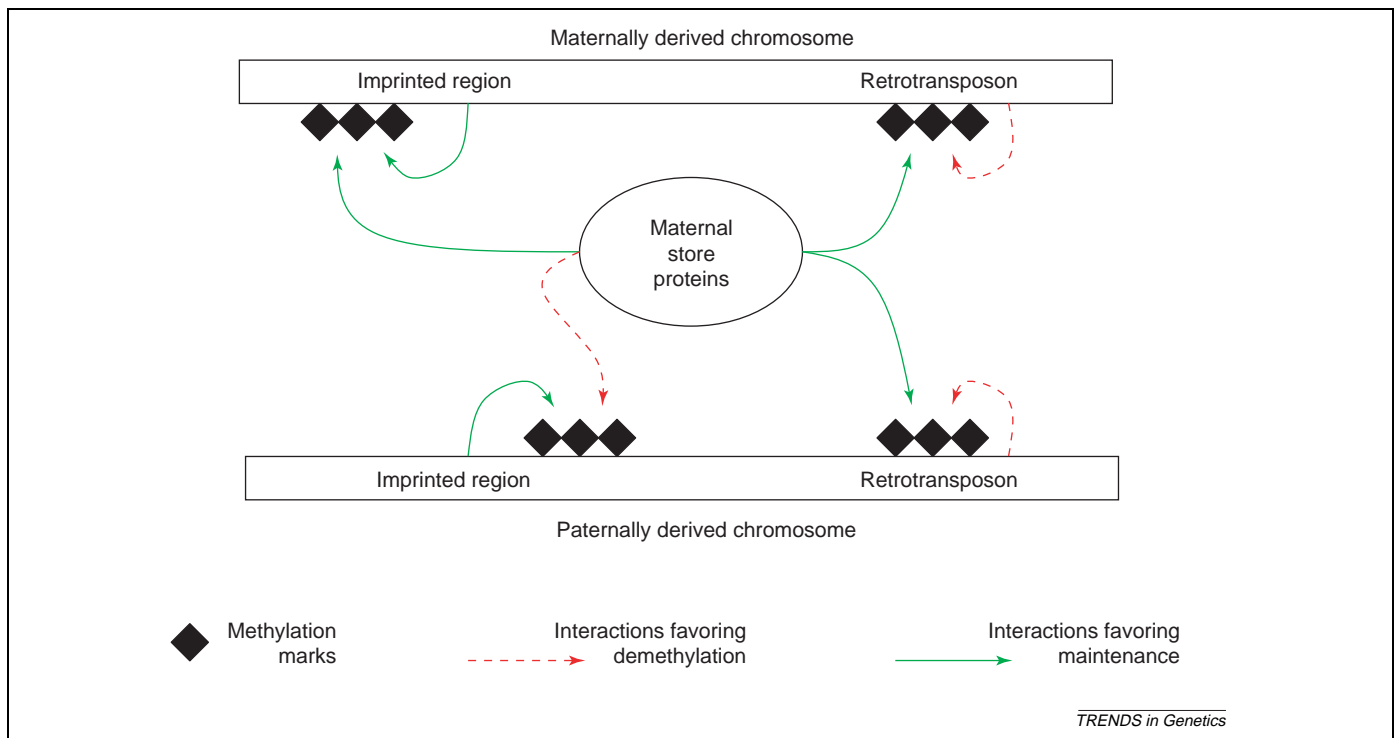 Maternally derived chromosome
Imprinted region
Retrotransposon
Maternal
store
proteins
Imprinted region
Retrotransposon
Paternally derived chromosome
Methylation
marks
Interactions favoring
demethylation
Interactions favoring
maintenance
TRENDS in Genetics